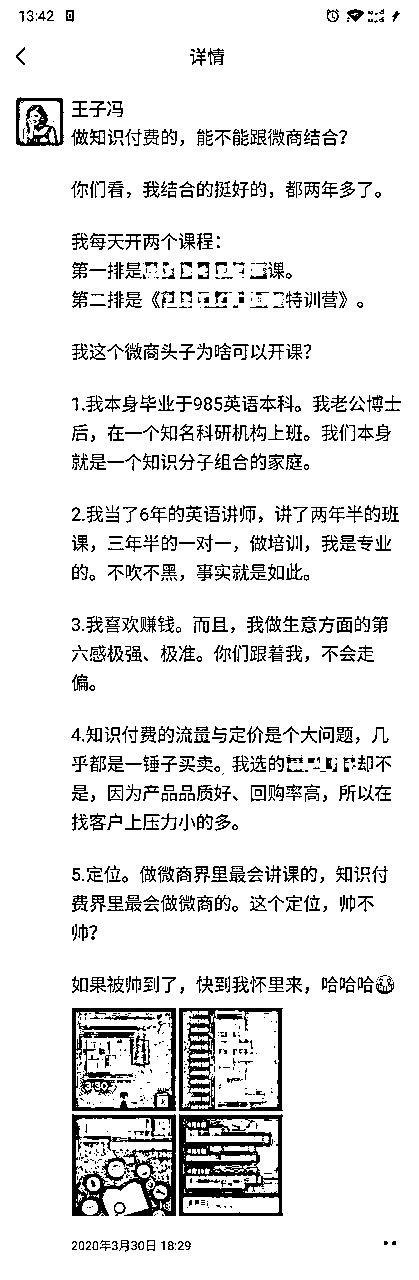 13:42
详情
王子冯
做知识付费的，能不能跟微商结合？
你们看，我结合的挺好的，都两年多了。
我每天开两个课程：
第一排是课。
第二排是《特训营》。
我这个微商头子为啥可以开课？
1.我本身毕业于985英语本科。我老公博士
后，在一个知名科研机构上班。我们本身
就是一个知识分子组合的家庭。
2.我当了6年的英语讲师，讲了两年半的班
课，三年半的一对一，做培训，我是专业
的。不吹不黑，事实就是如此。
3.我喜欢赚钱。而且，我做生意方面的第
六感极强、极准。你们跟着我，不会走
偏。
4.知识付费的流量与定价是个大问题，几
乎都是一锤子买卖。我选的却不
是，因为产品品质好、回购率高，所以在
找客户上压力小的多。
5.定位。做微商界里最会讲课的，知识付
费界里最会做微商的。这个定位，帅不
帅？
如果被帅到了，快到我怀里来，哈哈哈
2020年3月30日 18:29